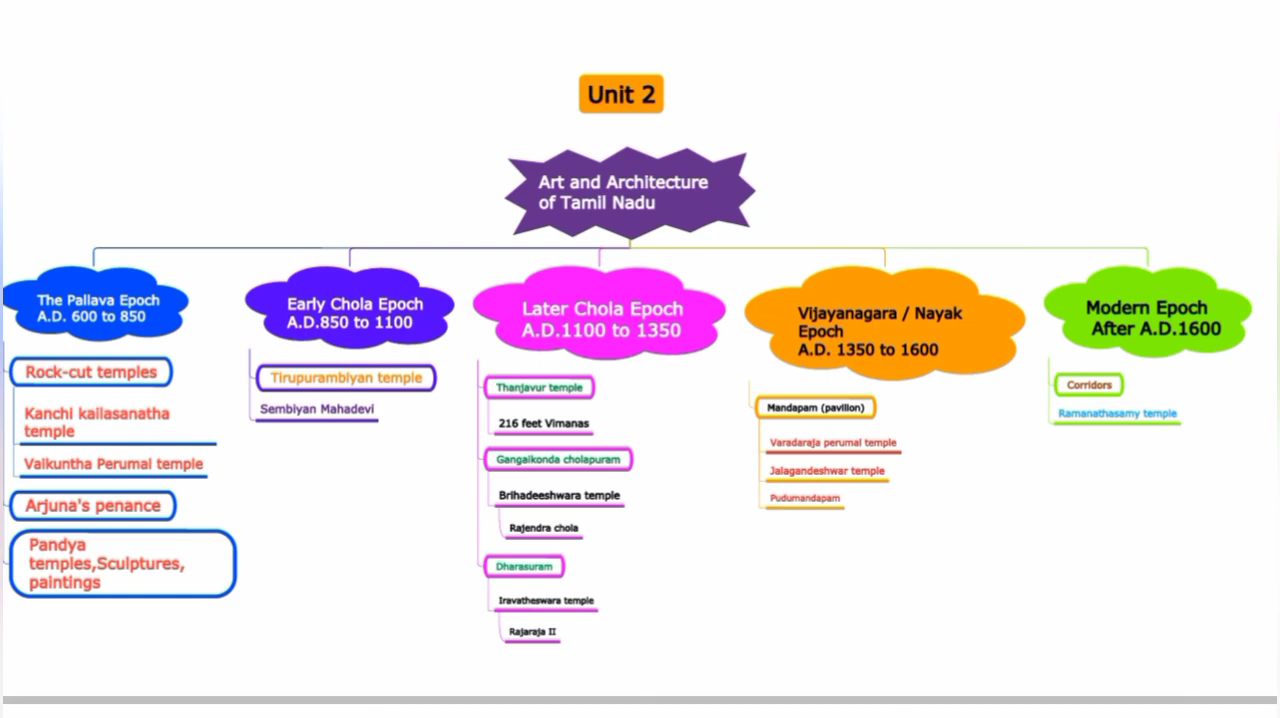 Unit 2
Art and Architecture
of Tamil Nadu
The Pallava Epoch
A.D. 600 to 850
Rock-cut temples
Kanchi kailasanatha
temple
Vaikuntha Perumal temple
Arjuna's penance
Pandya
temples,Sculptures,
paintings
Early Chola Epoch
A.D.850 to 1100
Tirupurambiyan temple
Sembiyan Mahadevi
Later Chola Epoch
A.D.1100 to 1350
Thanjavur temple
216 feet Vimanas
Gangaikonda cholapuram
Brihadeeshwara temple
Rajendra chola
Dharasuram
Iravatheswara temple
Rajaraja II
Vijayanagara / Nayak
Epoch
A.D. 1350 to 1600
Mandapam (pavilion)
Varadaraja perumal temple
Jalagandeshwar temple
Pudumandapam
Modern Epoch
After A.D.1600
Corridors
Ramanathasamy temple